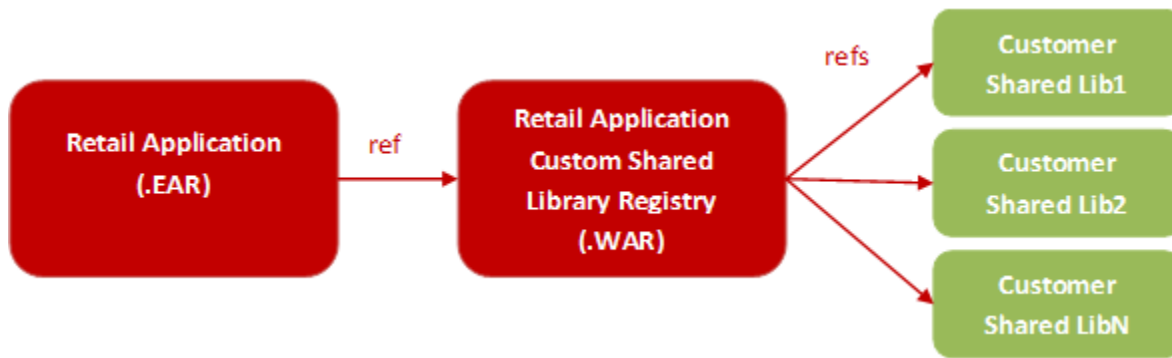 Retail Application
(.EAR)
ref
Retail Application
Custom Shared
Library Registry
(.WAR)
refs
Customer
Shared Lib1
Customer
Shared Lib2
Customer
Shared LibN